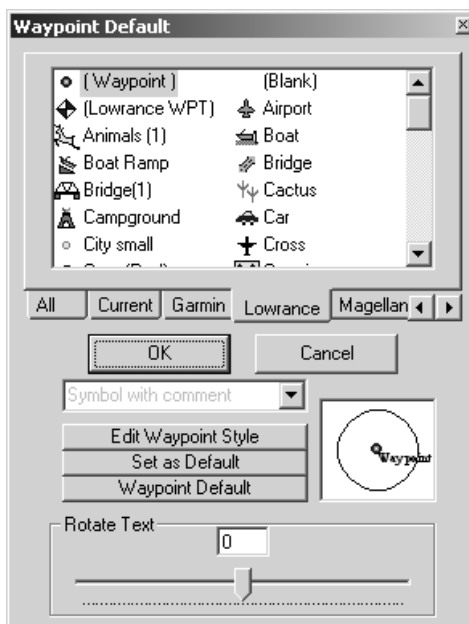 Waypoint Default
( Waypoint ) (Blank)
(Lowrance WPT) Airport
Animals (1) Boat
Boat Ramp Bridge
Bridge(1) Cactus
Campground Car
City small Cross
All Current Garmin Lowrance Magellan
OK Cancel
Symbol with comment
Edit Waypoint Style
Set as Default
Waypoint Default
Waypoint
Rotate Text
0